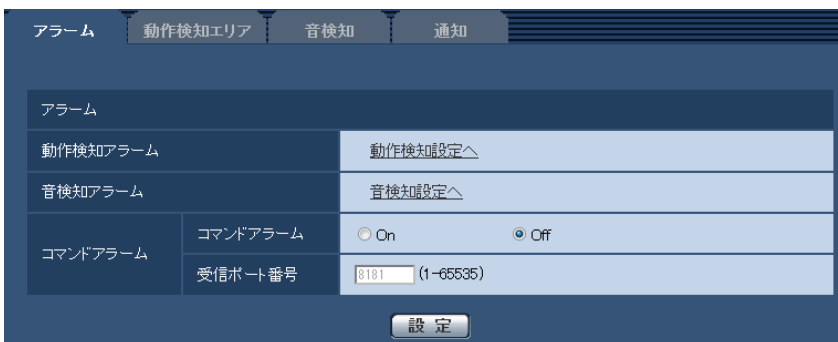 アラーム 動作検知エリア 音検知 通知
アラーム
動作検知アラーム 動作検知設定へ
音検知アラーム 音検知設定へ
コマンドアラーム コマンドアラーム On Off
受信ポート番号 8181 (1-65535)
設定